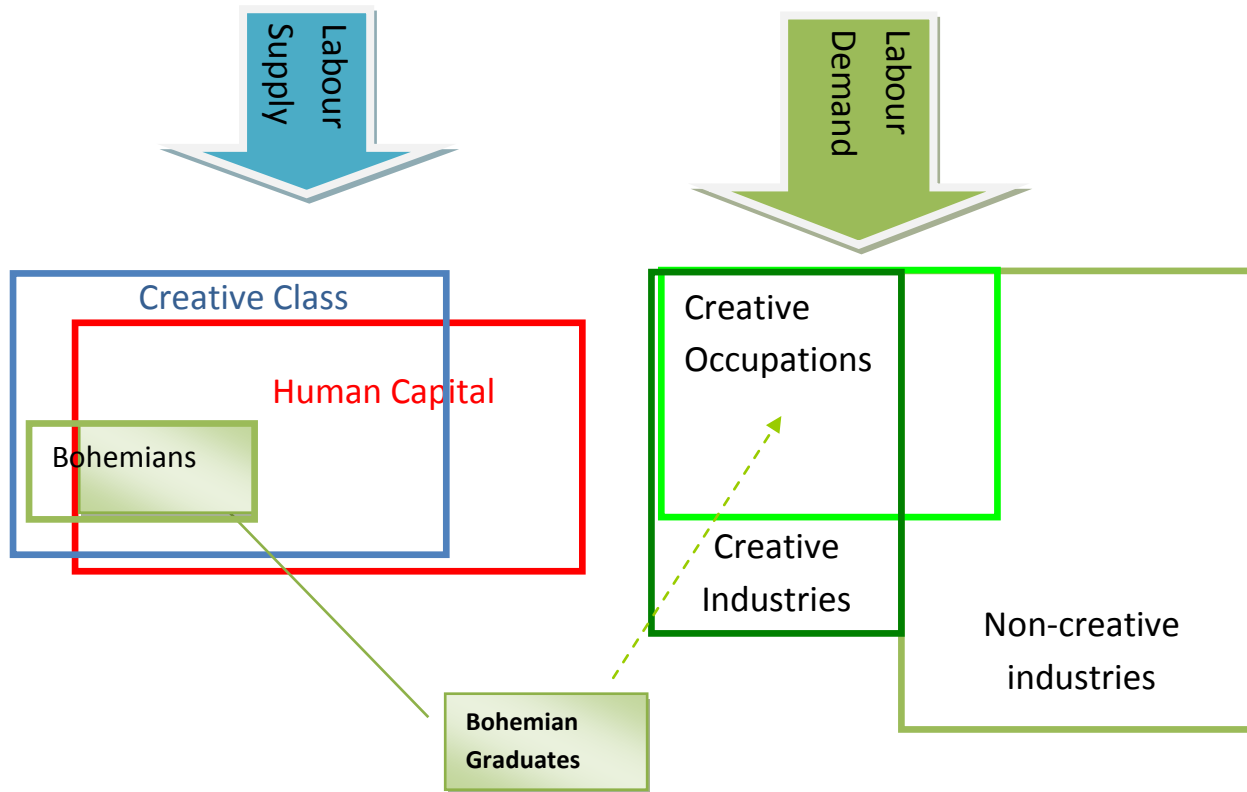 Labour
Supply
Labour
Demand
Creative Class
Human Capital
Bohemians
Creative
Occupations
Creative
Industries
Non-creative
industries
Bohemian
Graduates